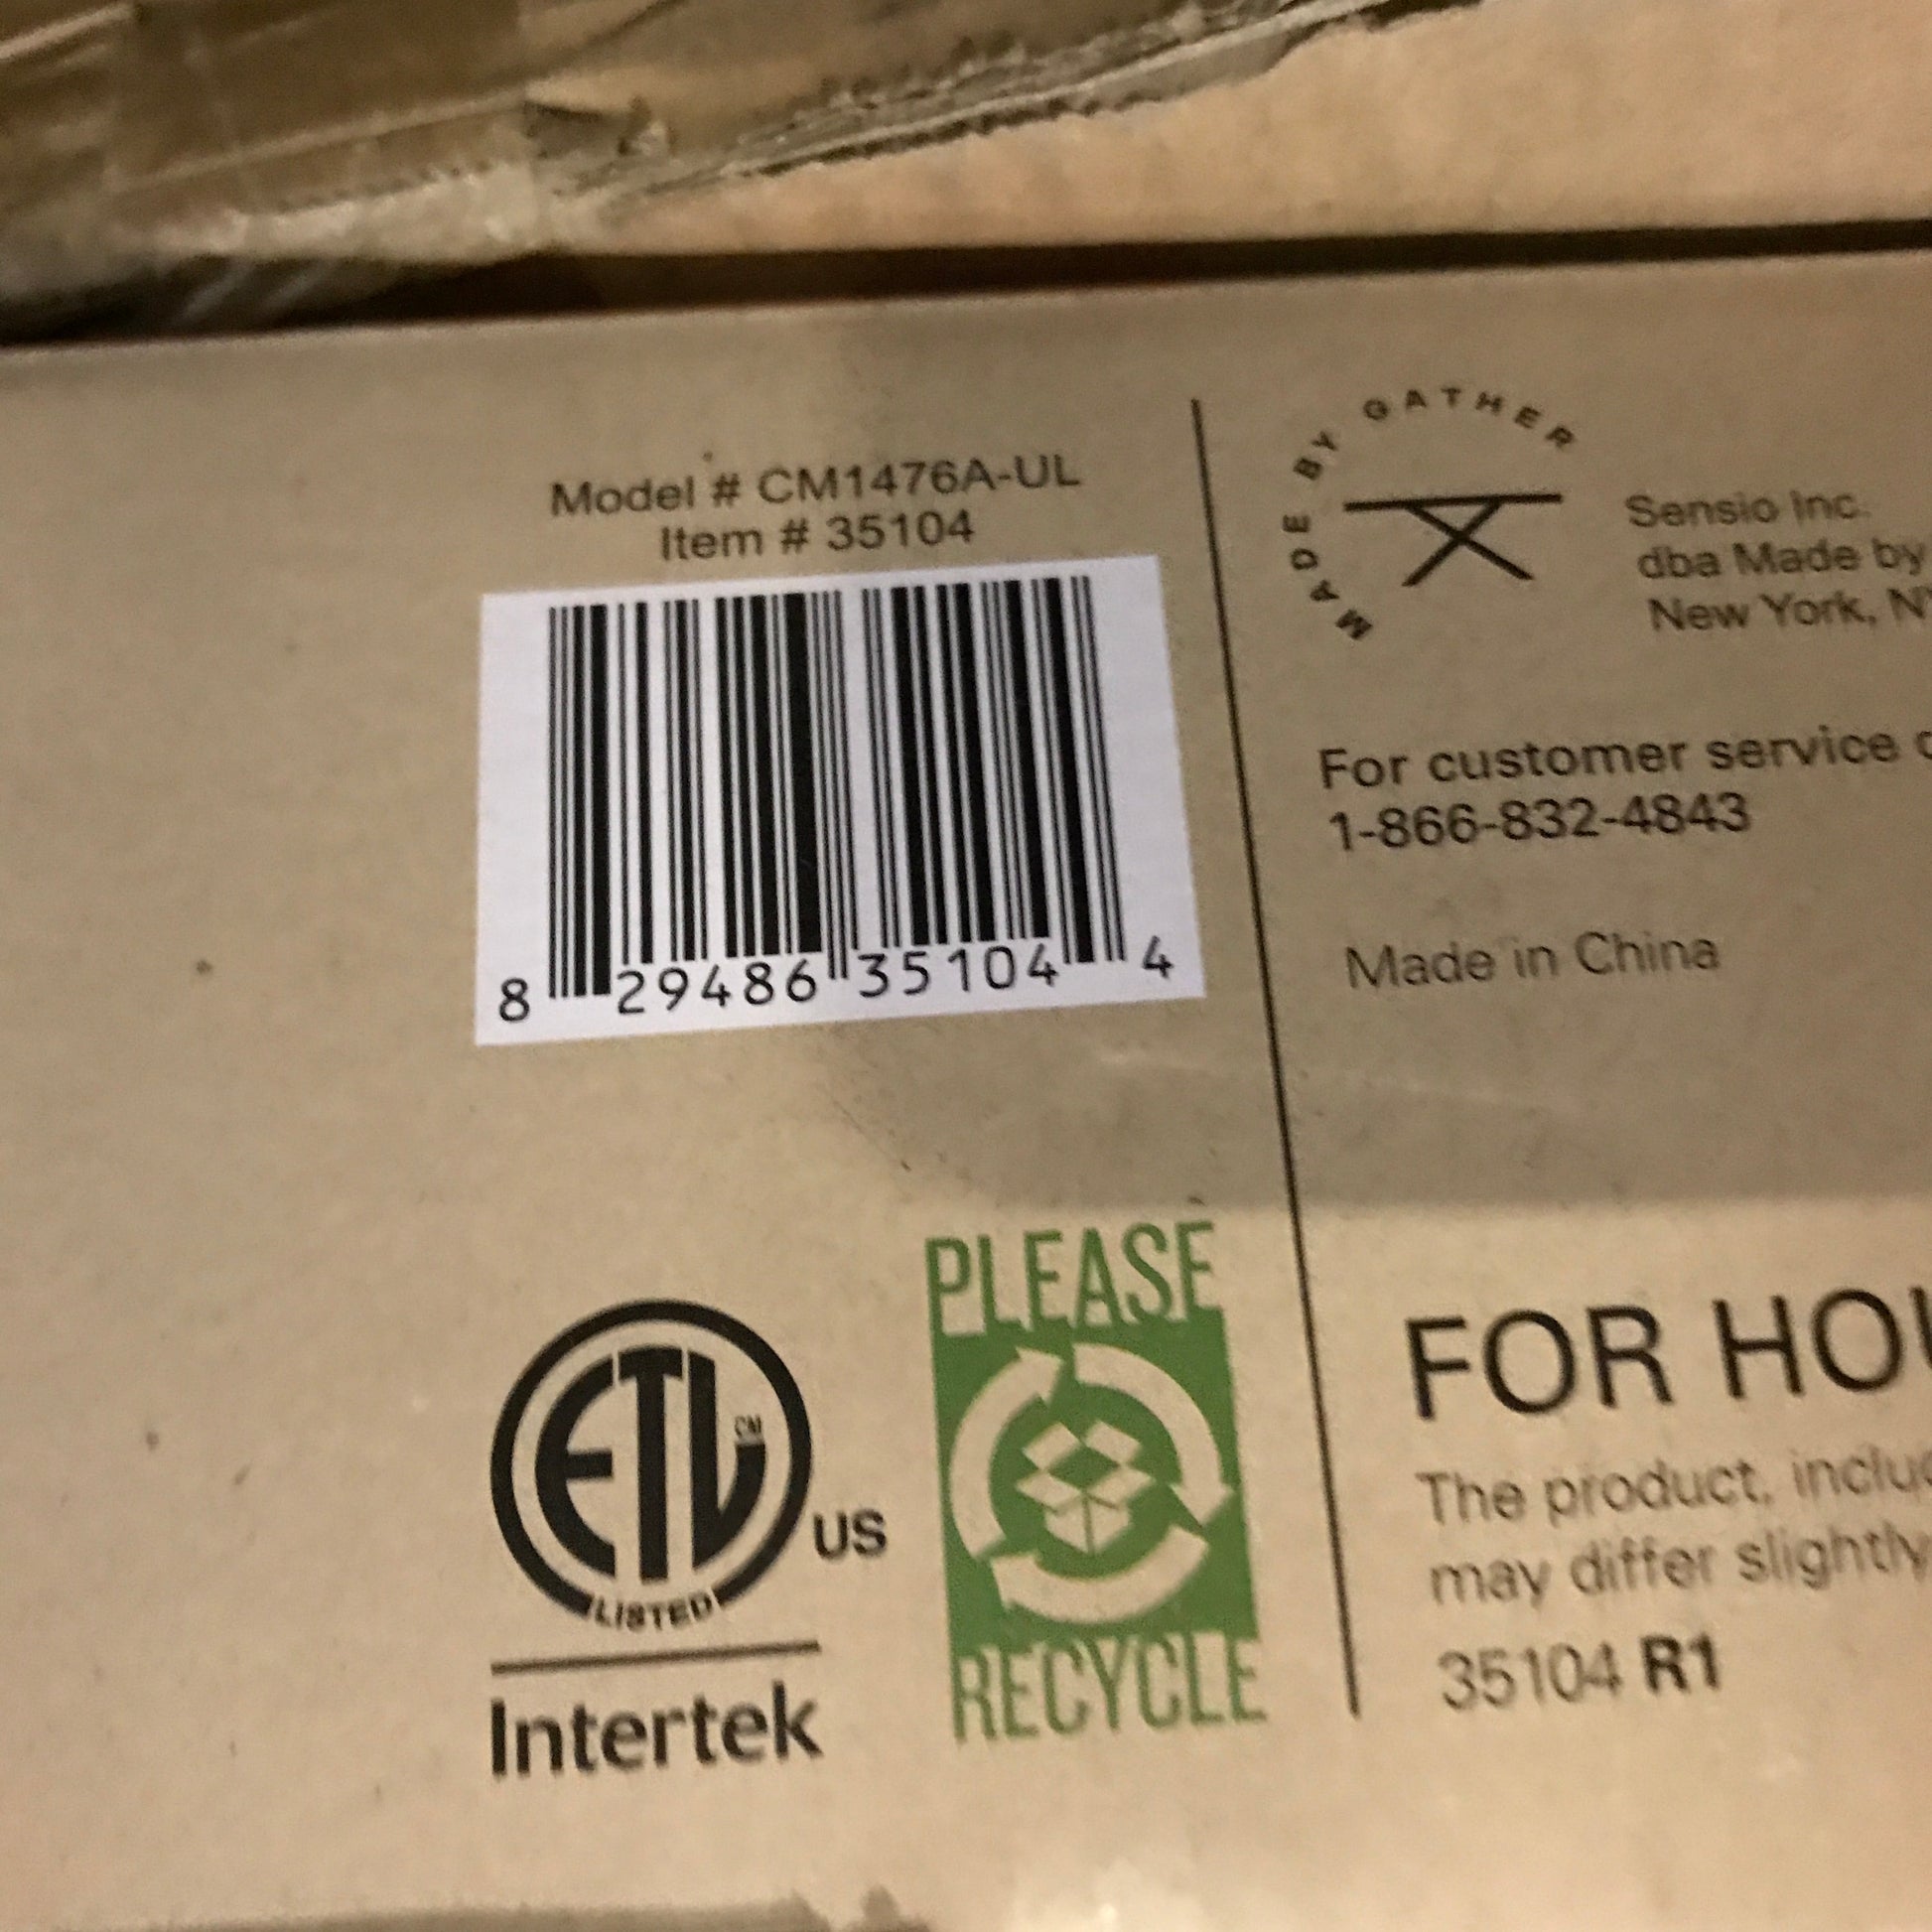 Model # CM1476A-UL
Item # 35104
8 29486 35104 4
MADE BY GATHER
Sensio Inc.
dba Made by
New York,
For customer service
1-866-832-4843
Made in China
ETL
CM
LISTED
US
Intertek
PLEASE
RECYCLE
FOR
The product,
may differ slightly
35104 R1